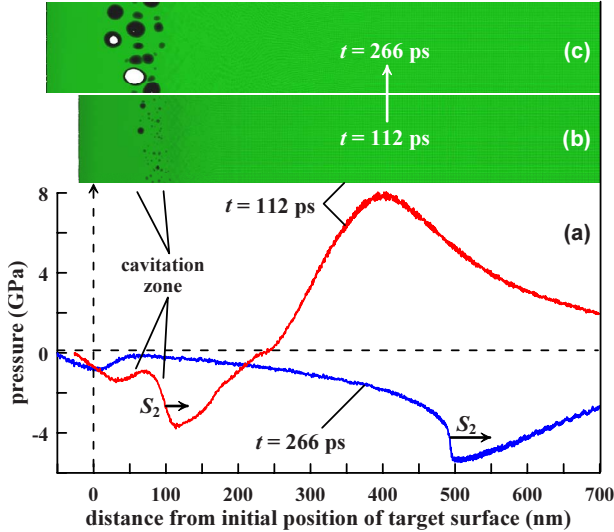 t = 266 ps (c)
t = 112 ps (b)
8
t = 112 ps (a)
4
cavitation
zone
0
S2
S2
-4
t = 266 ps
pressure (GPa)
0 100 200 300 400 500 600 700
distance from initial position of target surface (nm)